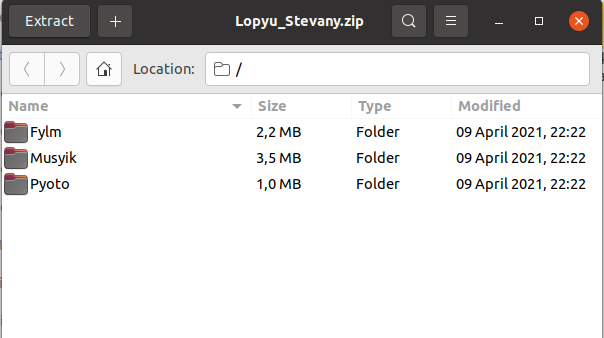 Extract + Lopyu_Stevany.zip
Location: /
Name Size Type Modified
Fylm 2,2 MB Folder 09 April 2021, 22:22
Musyik 3,5 MB Folder 09 April 2021, 22:22
Pyoto 1,0 MB Folder 09 April 2021, 22:22